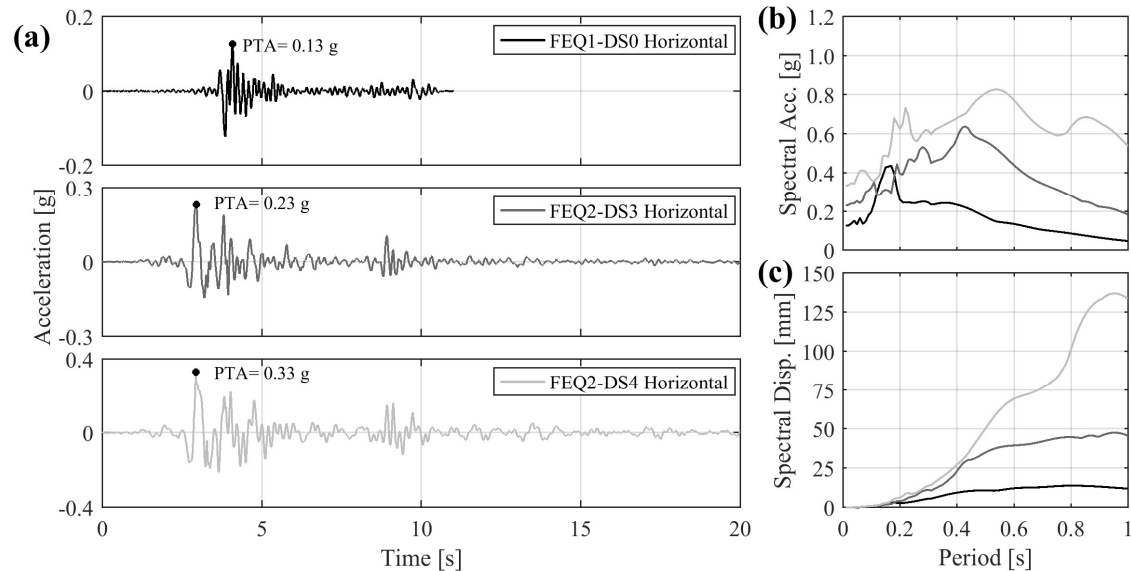 (a)
Acceleration [g]
0.2
0
-0.2
PTA= 0.13 g
FEQ1-DS0 Horizontal
0.3
0
-0.3
PTA= 0.23 g
FEQ2-DS3 Horizontal
0.4
0
-0.4
PTA= 0.33 g
FEQ2-DS4 Horizontal
0 5 10 15 20
Time [s]
(b)
Spectral Acc. [g]
1.2
1.0
0.8
0.6
0.4
0.2
0
(c)
Spectral Disp. [mm]
150
125
100
75
50
25
0
0 0.2 0.4 0.6 0.8 1
Period [s]